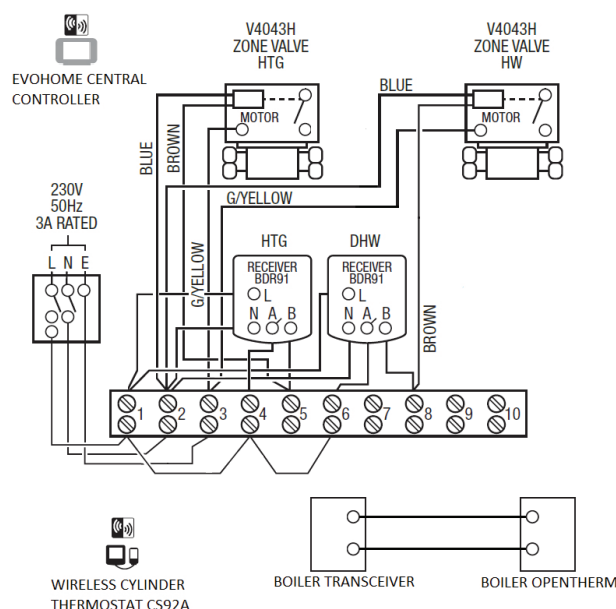 V4043H
ZONE VALVE
HTG
V4043H
ZONE VALVE
HW
EVOHOME CENTRAL
CONTROLLER
MOTOR
BLUE
MOTOR
BLUE
BROWN
G/YELLOW
230V
50Hz
3A RATED
L N E
G/YELLOW
HTG
DHW
RECEIVER
BDR91
L
N A B
RECEIVER
BDR91
L
N A B
BROWN
1 2 3 4 5 6 7 8 9 10
WIRELESS CYLINDER
THERMOSTAT CS92A
BOILER TRANSCEIVER
BOILER OPENTHERM